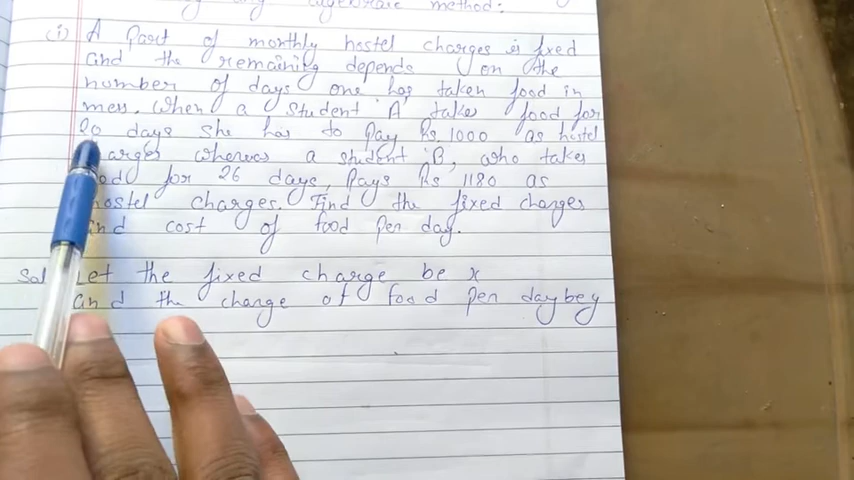 any algebraic method:
(i) A part of monthly hostel charges is fixed
and the remaining depends on the
number of days one has taken food in
mess. When a student 'A' takes food for
20 days she has to pay Rs 1000 as hostel
charges whereas a student 'B', who takes
food for 26 days, Pays Rs 1180 as
hostel charges. Find the fixed charges
and cost of food per day.
Sol Let the fixed charge be x
and the charge of food per day be y